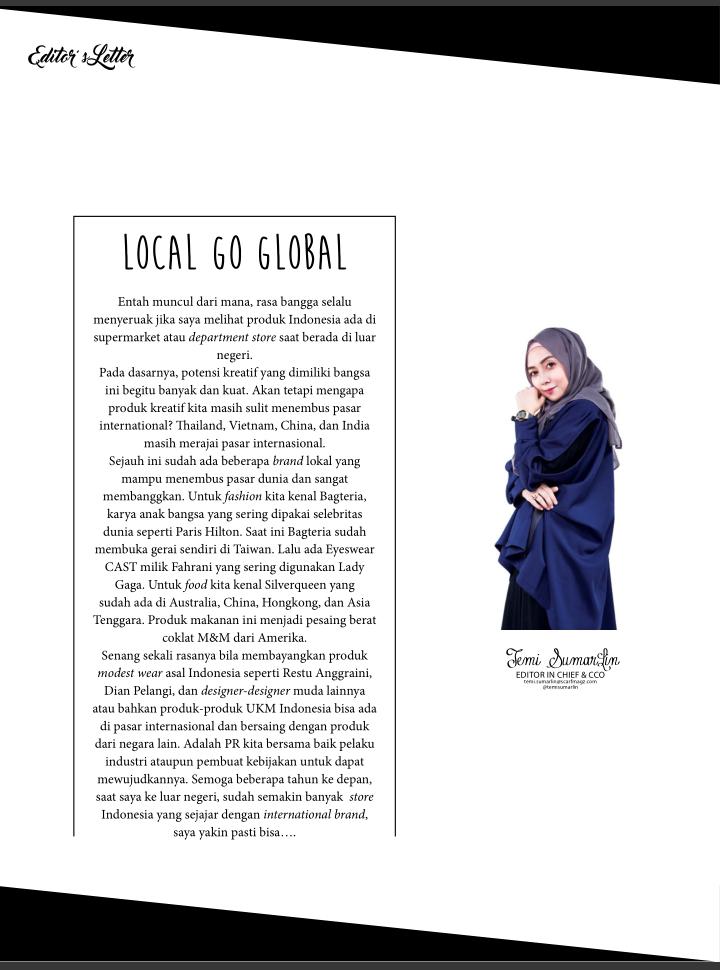 Editor's Letter
LOCAL GO GLOBAL
Entah muncul dari mana, rasa bangga selalu
menyeruak jika saya melihat produk Indonesia ada di
supermarket atau department store saat berada di luar
negeri.
Pada dasarnya, potensi kreatif yang dimiliki bangsa
ini begitu banyak dan kuat. Akan tetapi mengapa
produk kreatif kita masih sulit menembus pasar
international? Thailand, Vietnam, China, dan India
masih merajai pasar internasional.
Sejauh ini sudah ada beberapa brand lokal yang
mampu menembus pasar dunia dan sangat
membanggkan. Untuk fashion kita kenal Bagteria,
karya anak bangsa yang sering dipakai selebritas
dunia seperti Paris Hilton. Saat ini Bagteria sudah
membuka gerai sendiri di Taiwan. Lalu ada Eyeswear
CAST milik Fahrani yang sering digunakan Lady
Gaga. Untuk food kita kenal Silverqueen yang
sudah ada di Australia, China, Hongkong, dan Asia
Tenggara. Produk makanan ini menjadi pesaing berat
coklat M&M dari Amerika.
Senang sekali rasanya bila membayangkan produk
modest wear asal Indonesia seperti Restu Anggraini,
Dian Pelangi, dan designer-designer muda lainnya
atau bahkan produk-produk UKM Indonesia bisa ada
di pasar internasional dan bersaing dengan produk
dari negara lain. Adalah PR kita bersama baik pelaku
industri ataupun pembuat kebijakan untuk dapat
mewujudkannya. Semoga beberapa tahun ke depan,
saat saya ke luar negeri, sudah semakin banyak store
Indonesia yang sejajar dengan international brand,
saya yakin pasti bisa….
Temi Sumarlin
EDITOR IN CHIEF & CCO
temi.sumarlin@scarfmagz.com
@temisumarlin